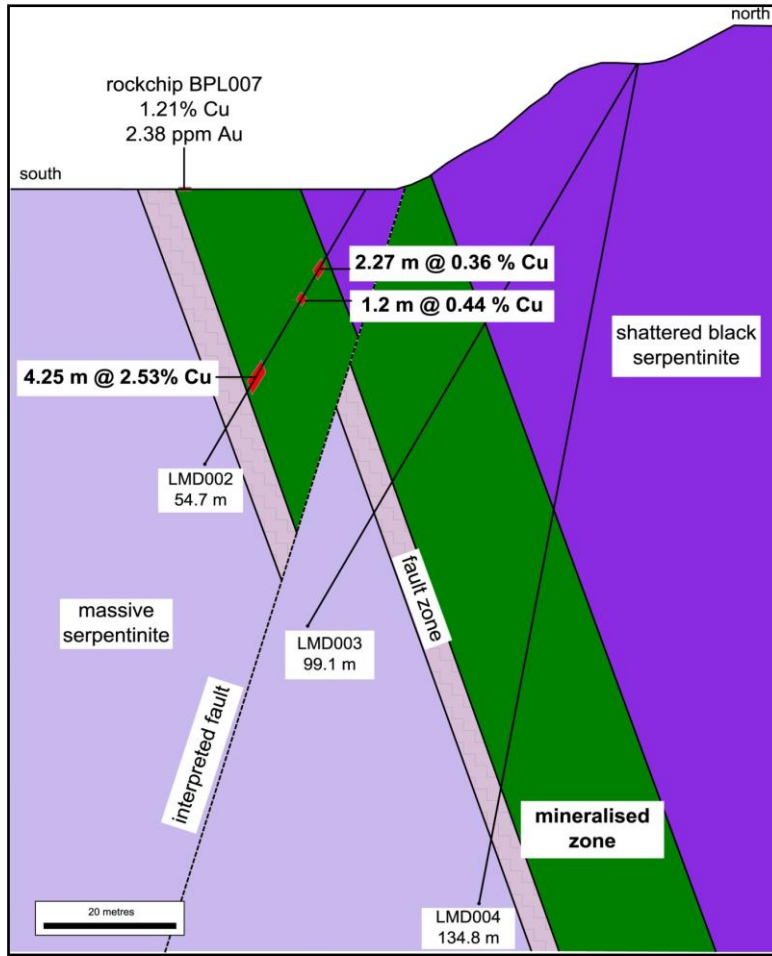 north
rockchip BPL007
1.21% Cu
2.38 ppm Au
south
2.27 m @ 0.36 % Cu
1.2 m @ 0.44 % Cu
shattered black
serpentinite
4.25 m @ 2.53% Cu
LMD002
54.7 m
massive
serpentinite
fault zone
LMD003
99.1 m
interpreted fault
mineralised
zone
20 metres
LMD004
134.8 m